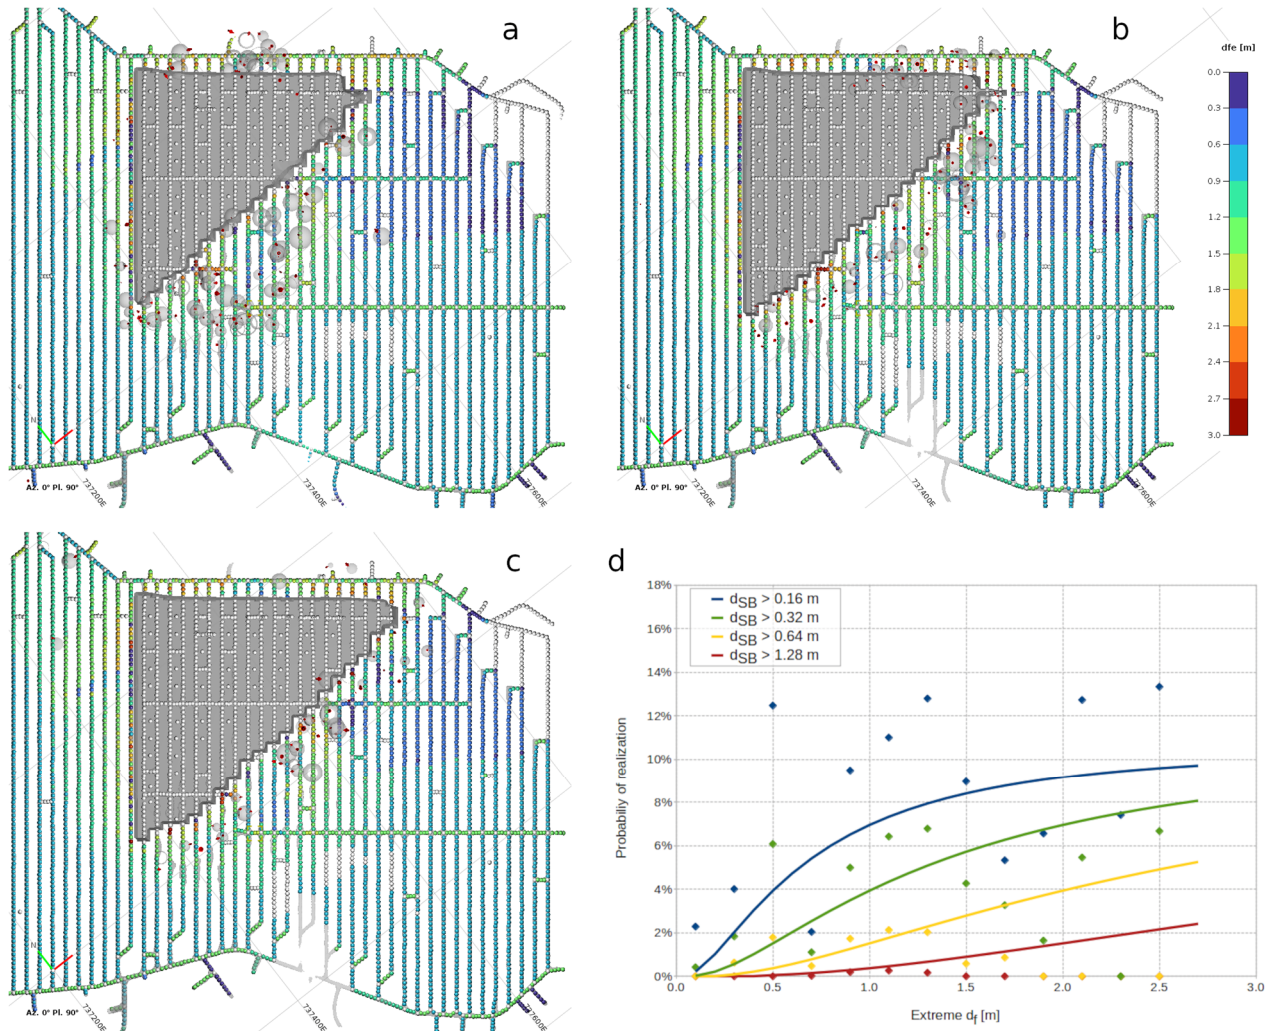 a
b
dfe [m]
0.0
0.3
0.6
0.9
1.2
1.5
1.8
2.1
2.4
2.7
3.0
N
Az. 0° Pl. 90°
737200E
737400E
737600E
Az. 0° Pl. 90°
737200E
737400E
737600E
c
N
Az. 0° Pl. 90°
737200E
737400E
737600E
d
18%
16%
14%
12%
10%
8%
6%
4%
2%
0%
dSB > 0.16 m
dSB > 0.32 m
dSB > 0.64 m
dSB > 1.28 m
Probability of realization
0.0 0.5 1.0 1.5 2.0 2.5 3.0
Extreme df [m]